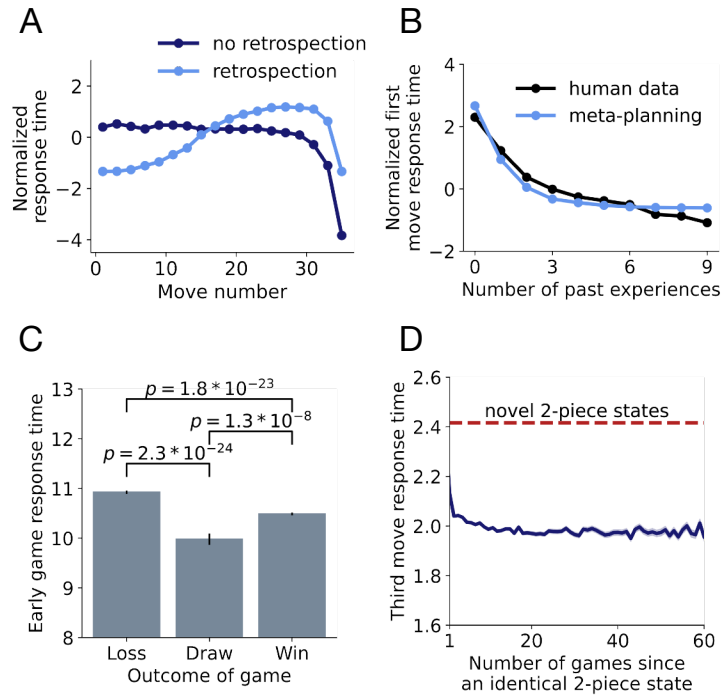 A
no retrospection
retrospection
Normalized
response time
2
0
−2
−4
0
10
20
30
Move number
B
human data
meta-planning
Normalized first
move response time
4
2
0
−2
0
3
6
9
Number of past experiences
C
Early game response time
13
12
11
10
9
8
p = 1.8 * 10⁻²³
p = 1.3 * 10⁻⁸
p = 2.3 * 10⁻²⁴
Loss
Draw
Win
Outcome of game
D
Third move response time
2.6
2.4
2.2
2.0
1.8
1.6
novel 2-piece states
1
20
40
60
Number of games since
an identical 2-piece state